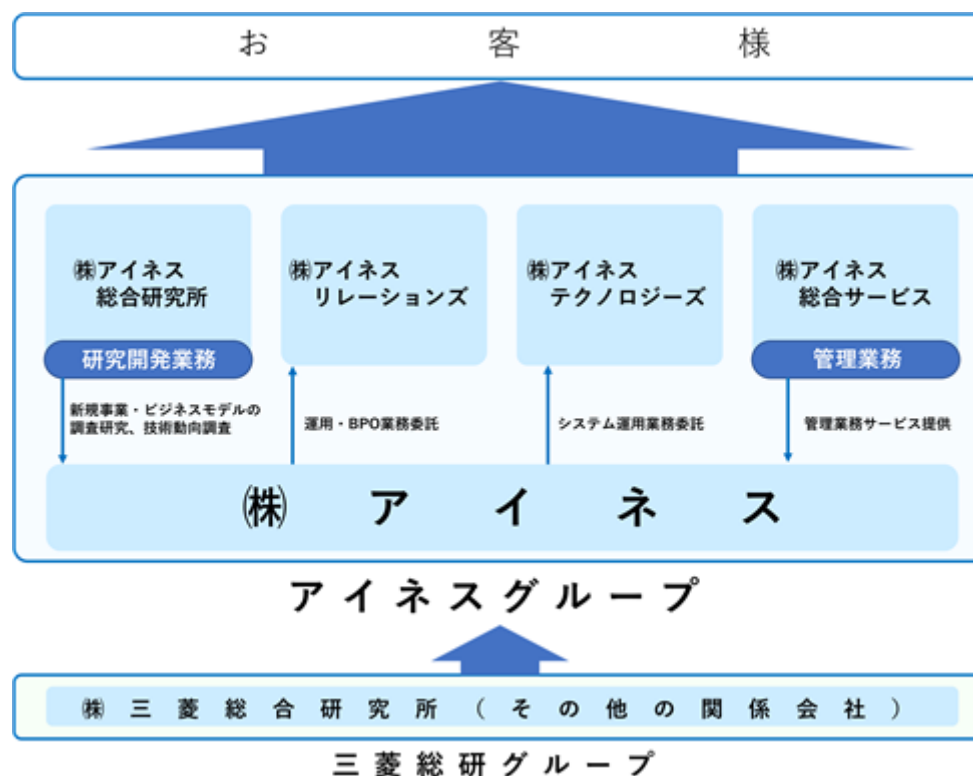 お客様
㈱アイネス
総合研究所
㈱アイネス
リレーションズ
㈱アイネス
テクノロジーズ
㈱アイネス
総合サービス
研究開発業務
管理業務
新規事業・ビジネスモデルの
調査研究、技術動向調査
運用・BPO業務委託
システム運用業務委託
管理業務サービス提供
㈱アイネス
アイネスグループ
㈱三菱総合研究所(その他の関係会社)
三菱総研グループ